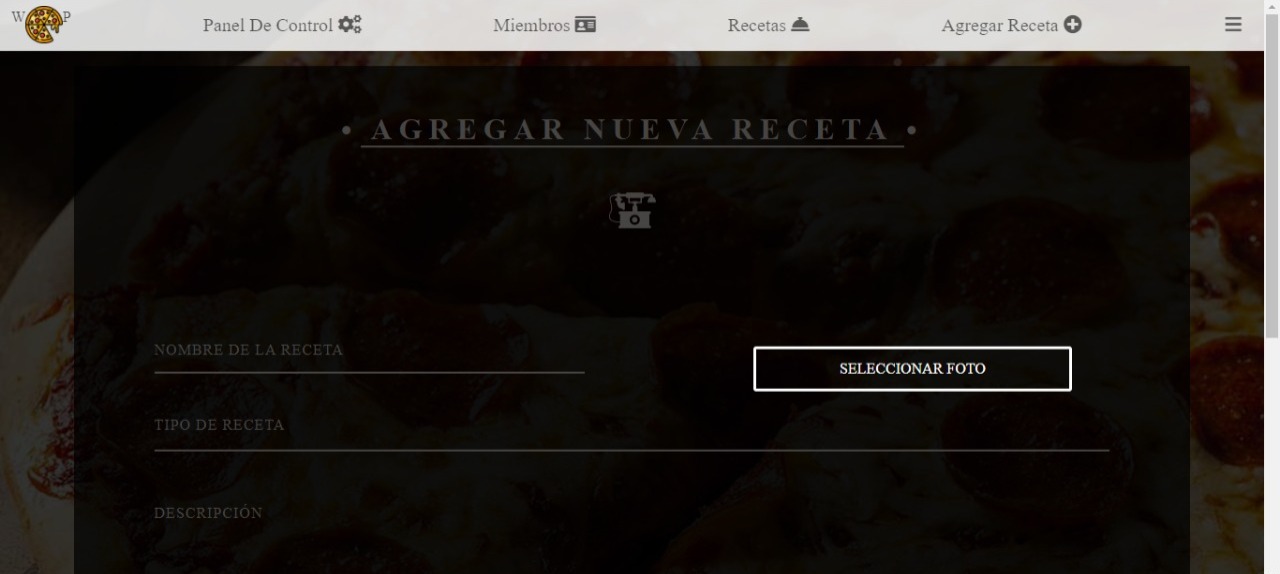 W P
Panel De Control
Miembros
Recetas
Agregar Receta
• AGREGAR NUEVA RECETA •
NOMBRE DE LA RECETA
SELECCIONAR FOTO
TIPO DE RECETA
DESCRIPCIÓN